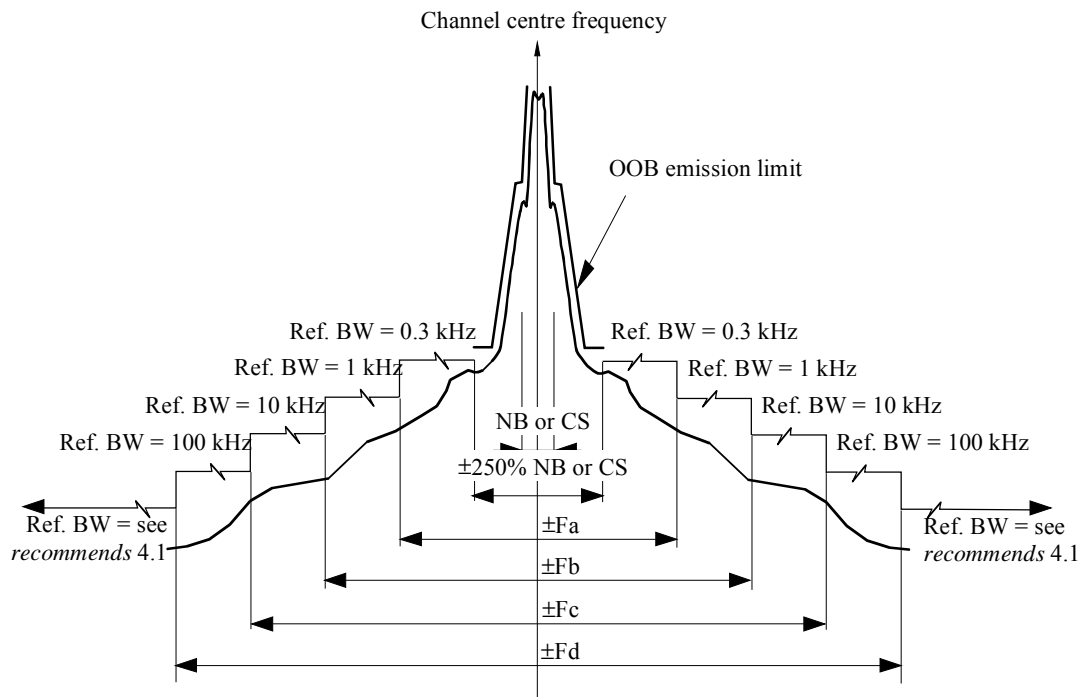 Channel centre frequency
OOB emission limit
Ref. BW = 0.3 kHz
Ref. BW = 0.3 kHz
Ref. BW = 1 kHz
Ref. BW = 1 kHz
Ref. BW = 10 kHz
NB or CS
Ref. BW = 10 kHz
Ref. BW = 100 kHz
±250% NB or CS
Ref. BW = 100 kHz
Ref. BW = see
recommends 4.1
±Fa
Ref. BW = see
recommends 4.1
±Fb
±Fc
±Fd